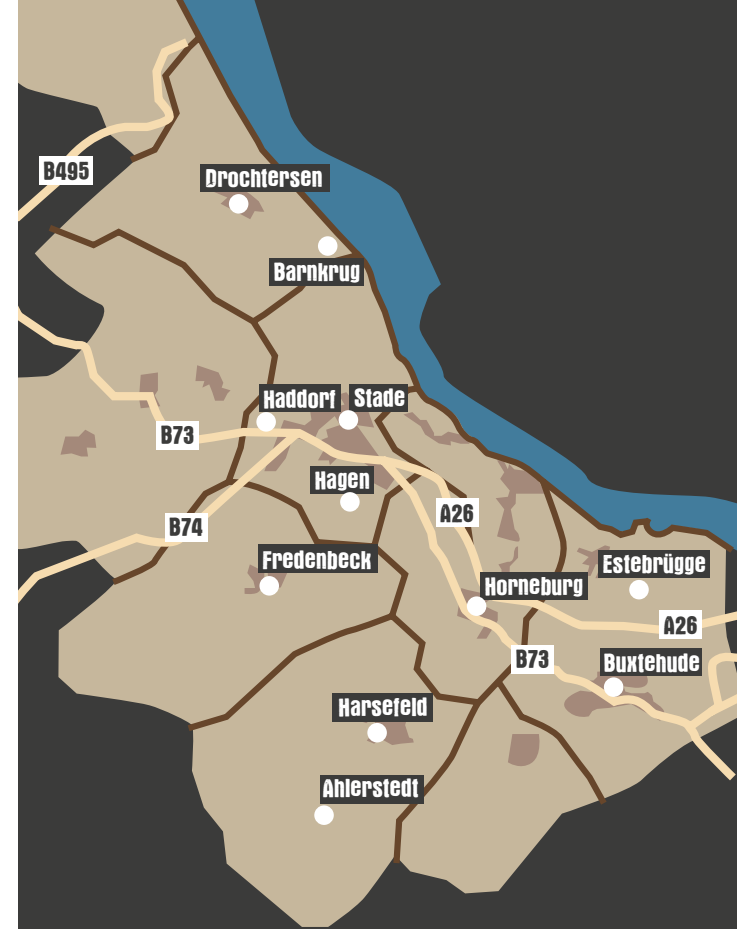 B495
Drochtersen
Barnkrug
Haddorf
Stade
B73
Hagen
A26
B74
Fredenbeck
Estebrügge
Horneburg
A26
B73
Buxtehude
Harsefeld
Ahlerstedt